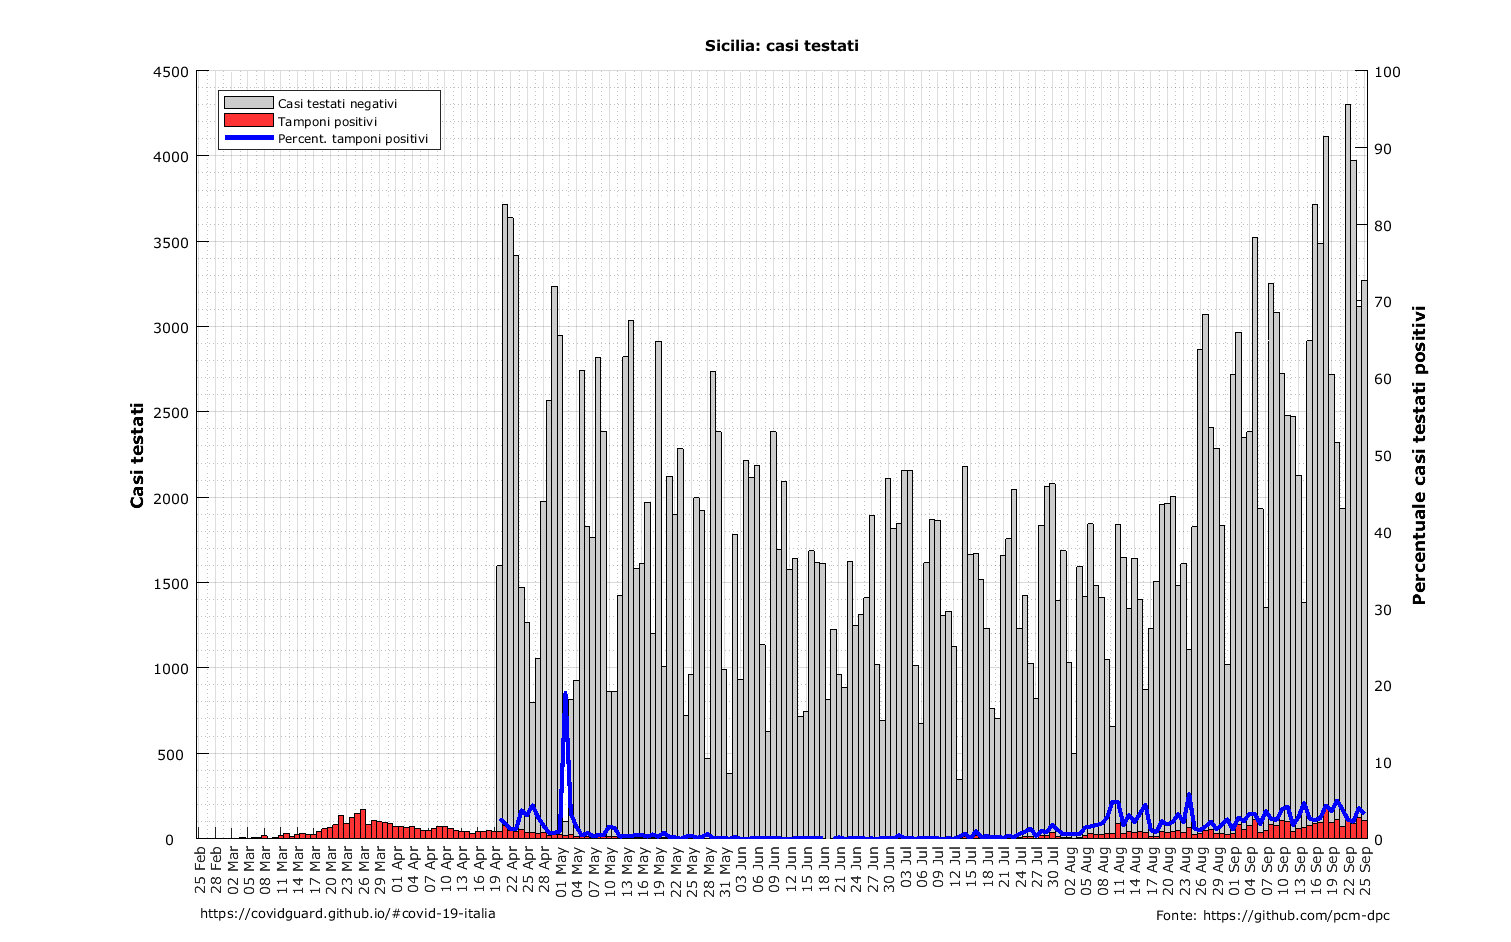 Sicilia: casi testati
Casi testati negativi
Tamponi positivi
Percent. tamponi positivi
Casi testati
4500
4000
3500
3000
2500
2000
1500
1000
500
0
Percentuale casi testati positivi
100
90
80
70
60
50
40
30
20
10
0
25 Feb
28 Feb
02 Mar
05 Mar
08 Mar
11 Mar
14 Mar
17 Mar
20 Mar
23 Mar
26 Mar
29 Mar
01 Apr
04 Apr
07 Apr
10 Apr
13 Apr
16 Apr
19 Apr
22 Apr
25 Apr
28 Apr
01 May
04 May
07 May
10 May
13 May
16 May
19 May
22 May
25 May
28 May
31 May
03 Jun
06 Jun
09 Jun
12 Jun
15 Jun
18 Jun
21 Jun
24 Jun
27 Jun
30 Jun
03 Jul
06 Jul
09 Jul
12 Jul
15 Jul
18 Jul
21 Jul
24 Jul
27 Jul
30 Jul
02 Aug
05 Aug
08 Aug
11 Aug
14 Aug
17 Aug
20 Aug
23 Aug
26 Aug
29 Aug
01 Sep
04 Sep
07 Sep
10 Sep
13 Sep
16 Sep
19 Sep
22 Sep
25 Sep
https://covidguard.github.io/#covid-19-italia
Fonte: https://github.com/pcm-dpc